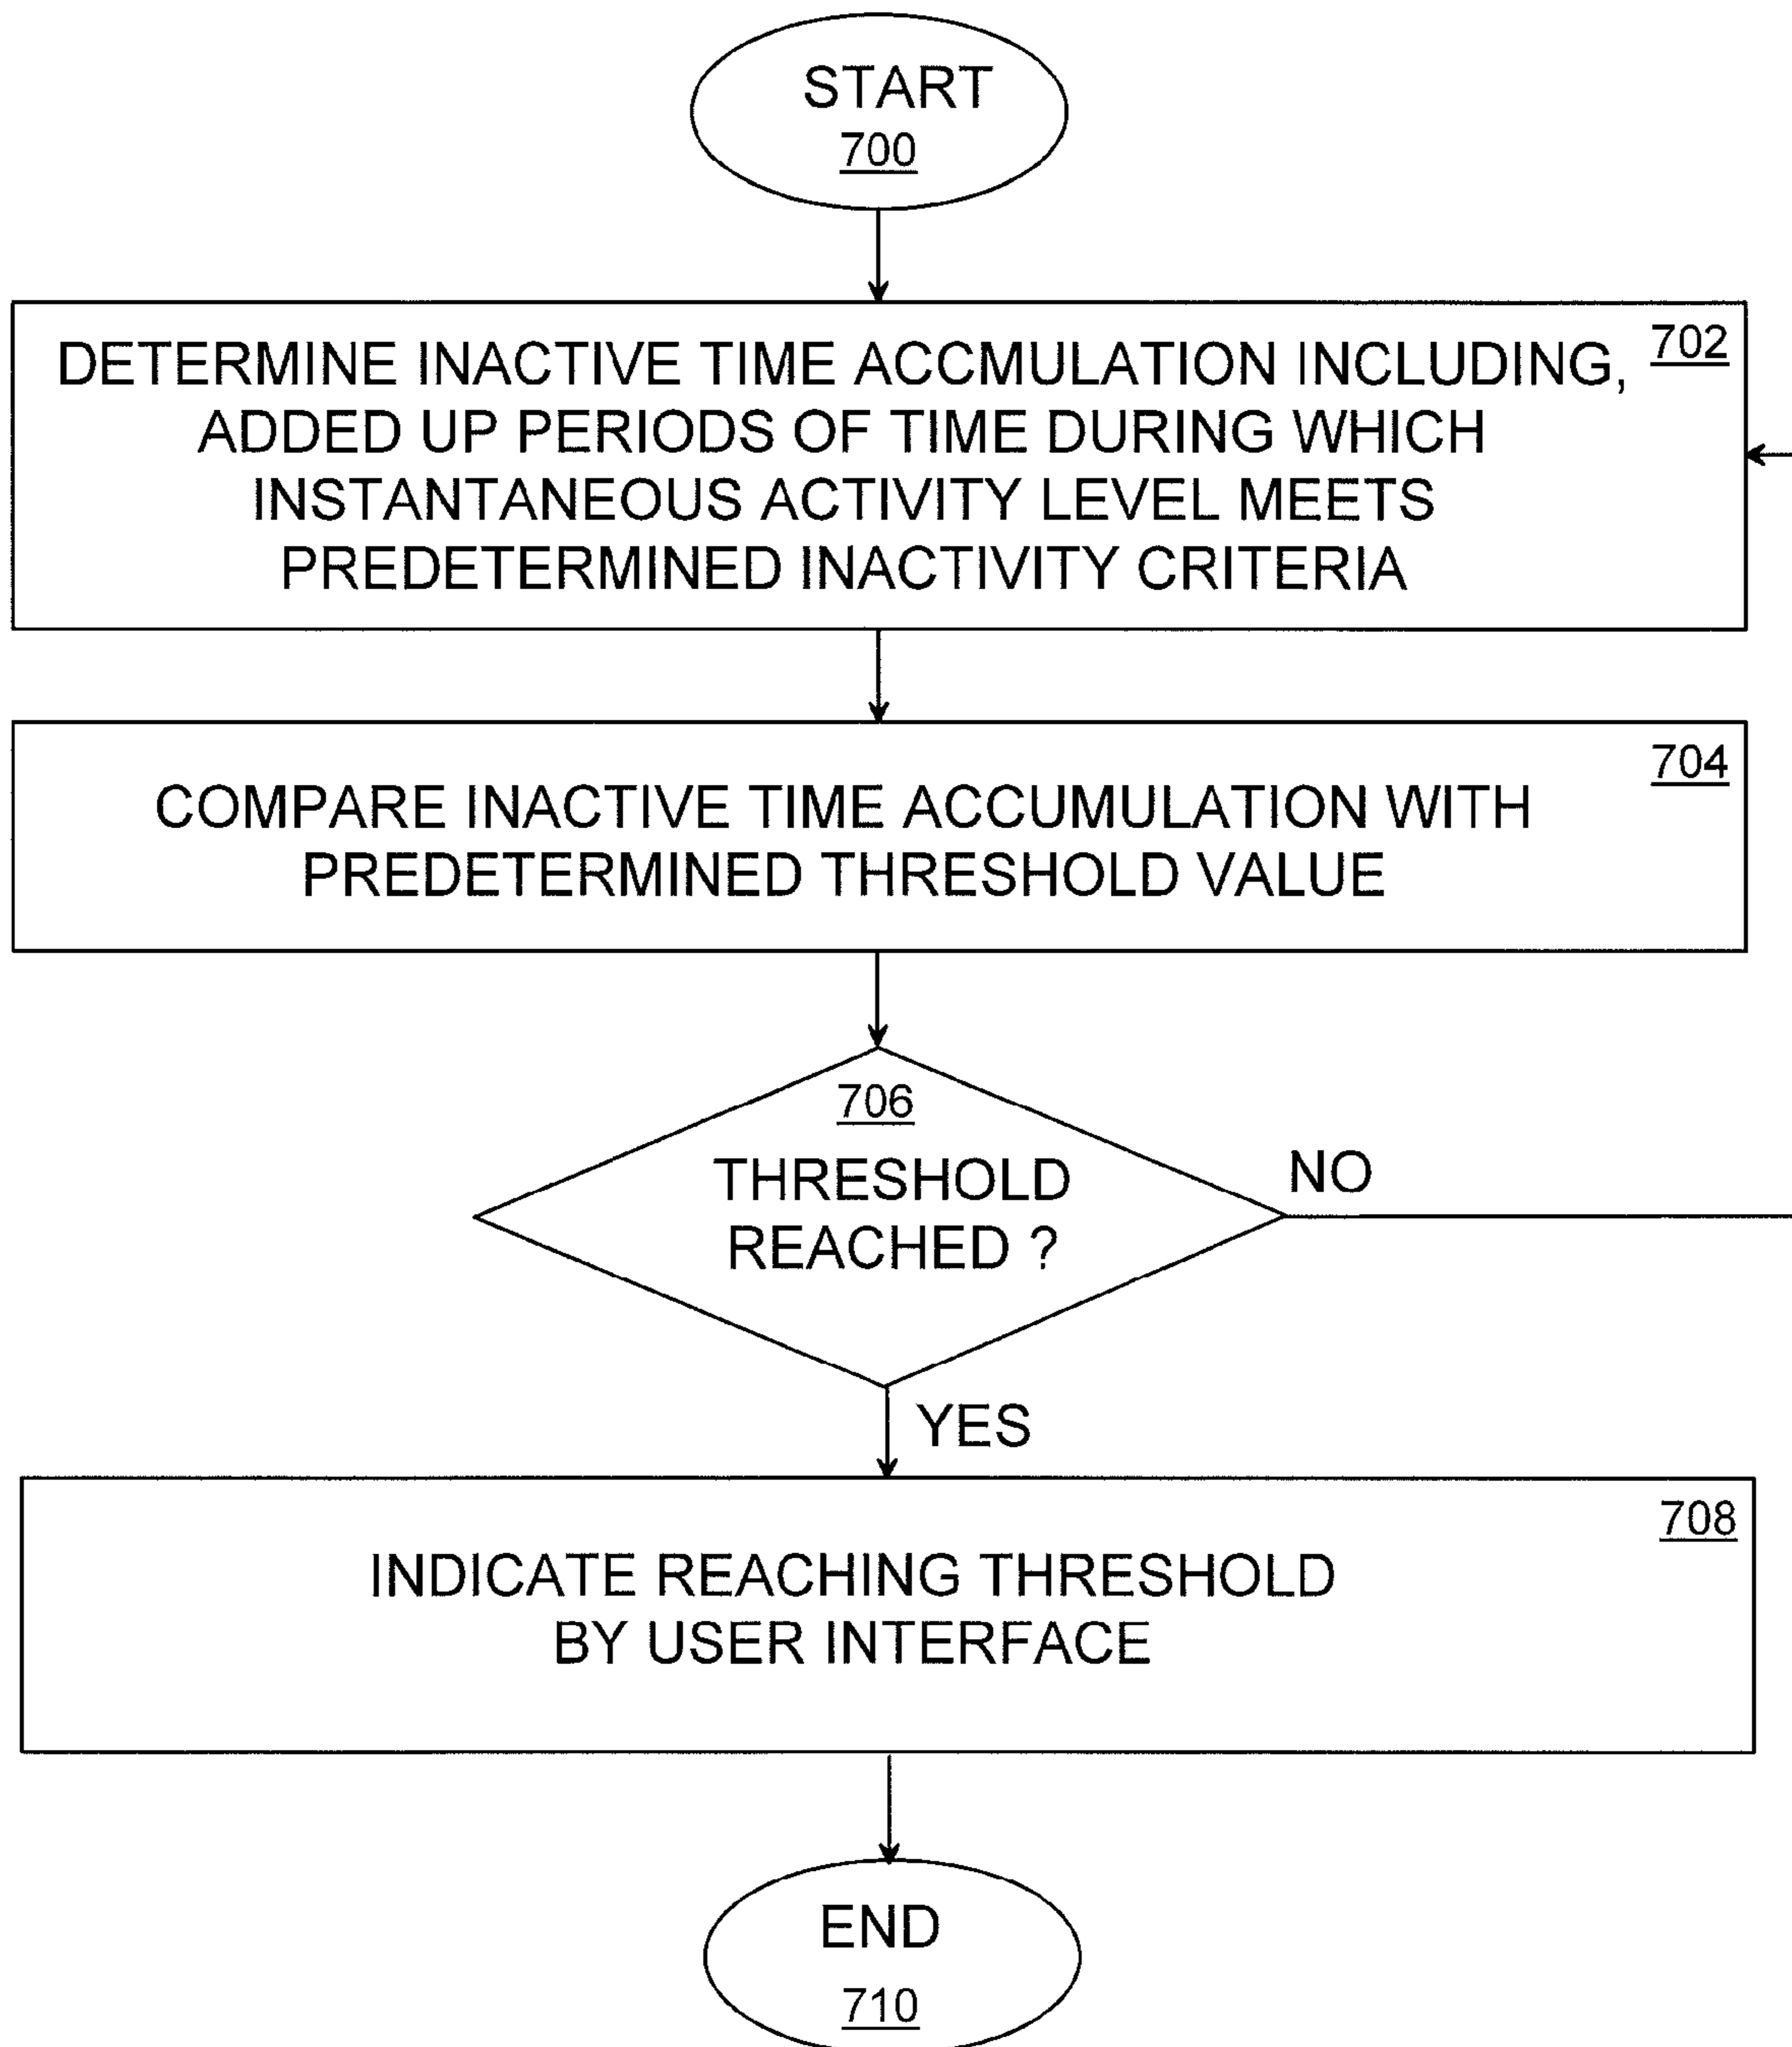 START
700
702
DETERMINE INACTIVE TIME ACCMULATION INCLUDING,
ADDED UP PERIODS OF TIME DURING WHICH
INSTANTANEOUS ACTIVITY LEVEL MEETS
PREDETERMINED INACTIVITY CRITERIA
704
COMPARE INACTIVE TIME ACCUMULATION WITH
PREDETERMINED THRESHOLD VALUE
706
THRESHOLD
REACHED ?
NO
YES
708
INDICATE REACHING THRESHOLD
BY USER INTERFACE
END
710